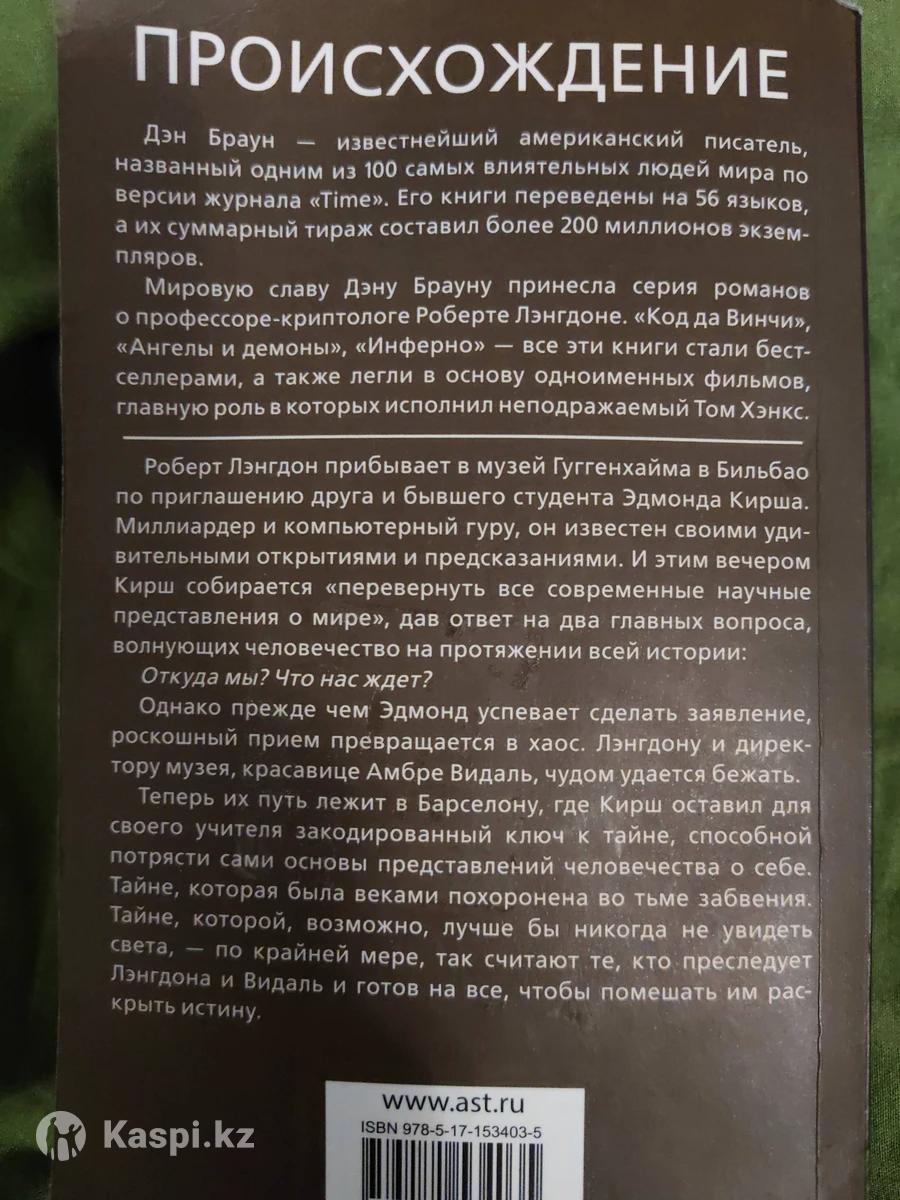 ПРОИСХОЖДЕНИЕ
Дэн Браун — известнейший американский писатель,
названный одним из 100 самых влиятельных людей мира по
версии журнала «Time». Его книги переведены на 56 языков,
а их суммарный тираж составил более 200 миллионов экзем-
пляров.
Мировую славу Дэну Брауну принесла серия романов
о профессоре-криптологе Роберте Лэнгдоне. «Код да Винчи»,
«Ангелы и демоны», «Инферно» — все эти книги стали бест-
селлерами, а также легли в основу одноименных фильмов,
главную роль в которых исполнил неподражаемый Том Хэнкс.
Роберт Лэнгдон прибывает в музей Гуггенхайма в Бильбао
по приглашению друга и бывшего студента Эдмонда Кирша.
Миллиардер и компьютерный гуру, он известен своими уди-
вительными открытиями и предсказаниями. И этим вечером
Кирш собирается «перевернуть все современные научные
представления о мире», дав ответ на два главных вопроса,
волнующих человечество на протяжении всей истории:
Откуда мы? Что нас ждет?
Однако прежде чем Эдмонд успевает сделать заявление,
роскошный прием превращается в хаос. Лэнгдону и дирек-
тору музея, красавице Амбре Видаль, чудом удается бежать.
Теперь их путь лежит в Барселону, где Кирш оставил для
своего учителя закодированный ключ к тайне, способной
потрясти сами основы представлений человечества о себе.
Тайне, которая была веками похоронена во тьме забвения.
Тайне, которой, возможно, лучше бы никогда не увидеть
света, — по крайней мере, так считают те, кто преследует
Лэнгдона и Видаль и готов на все, чтобы помешать им рас-
крыть истину.
www.ast.ru
ISBN 978-5-17-153403-5
Kaspi.kz